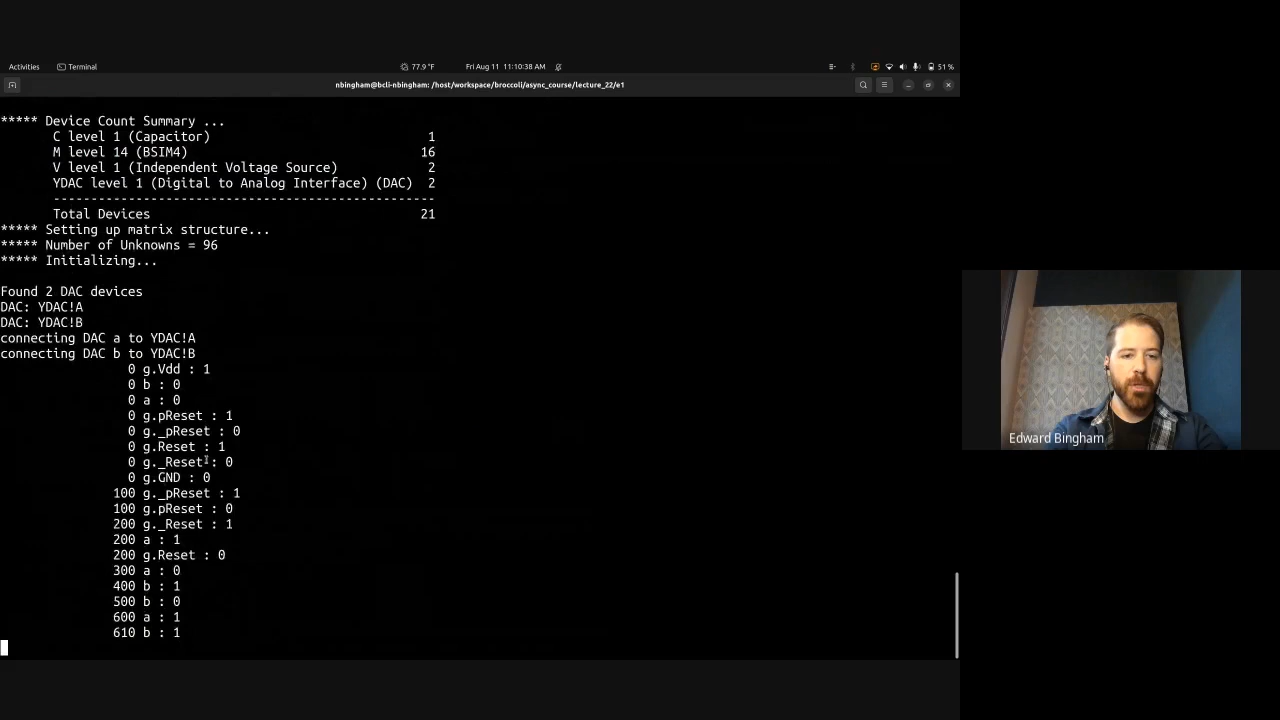 Activities Terminal 77.9 °F Fri Aug 11 11:10:38 AM 51 %
nbingham@bcli-nbingham: /host/workspace/broccoli/async_course/lecture_22/e1
***** Device Count Summary ...
C level 1 (Capacitor) 1
M level 14 (BSIM4) 16
V level 1 (Independent Voltage Source) 2
YDAC level 1 (Digital to Analog Interface) (DAC) 2
---------------------------------------------------
Total Devices 21
***** Setting up matrix structure...
***** Number of Unknowns = 96
***** Initializing...
Found 2 DAC devices
DAC: YDAC!A
DAC: YDAC!B
connecting DAC a to YDAC!A
connecting DAC b to YDAC!B
0 g.Vdd : 1
0 b : 0
0 a : 0
0 g.pReset : 1
0 g._pReset : 0
0 g.Reset : 1
0 g._Reset : 0
0 g.GND : 0
100 g._pReset : 1
100 g.pReset : 0
200 g._Reset : 1
200 a : 1
200 g.Reset : 0
300 a : 0
400 b : 1
500 b : 0
600 a : 1
610 b : 1
Edward Bingham